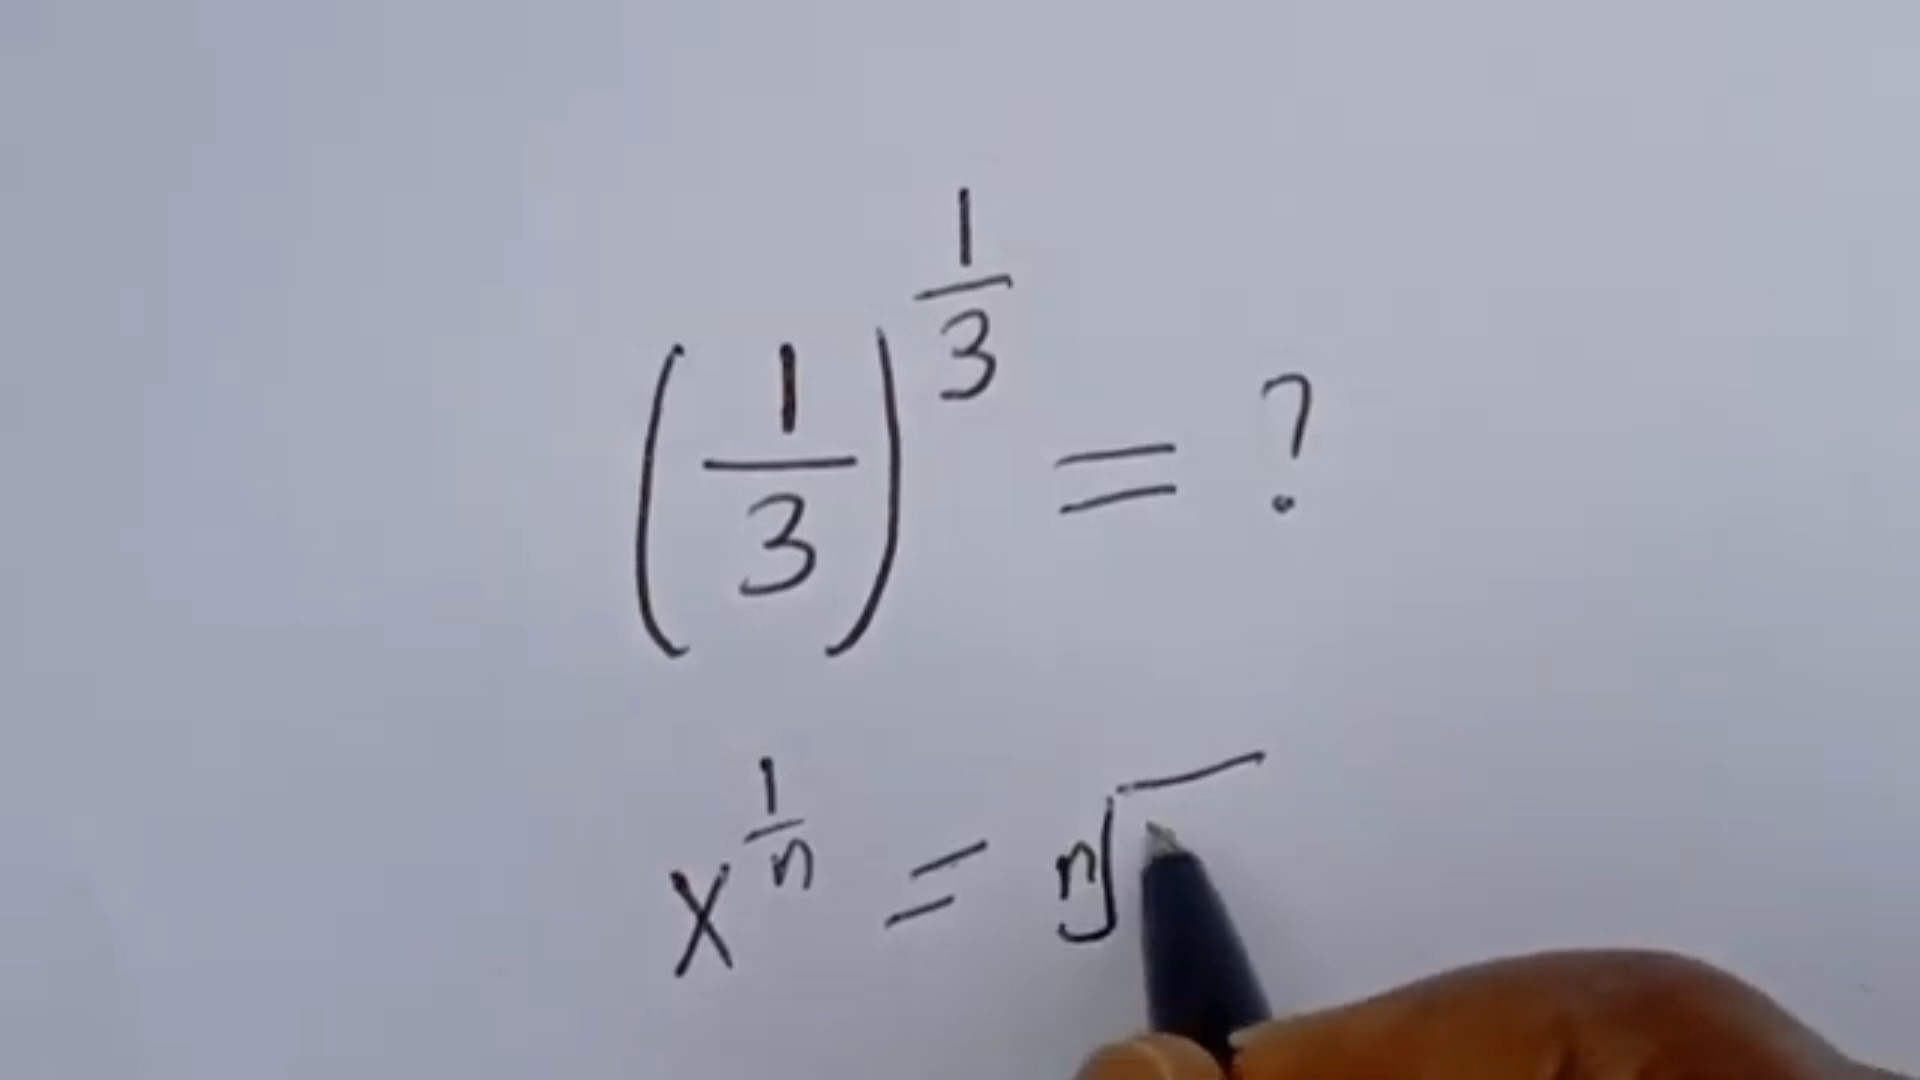 (1/3)^(1/3) = ?
x^(1/n) = ⁿ√